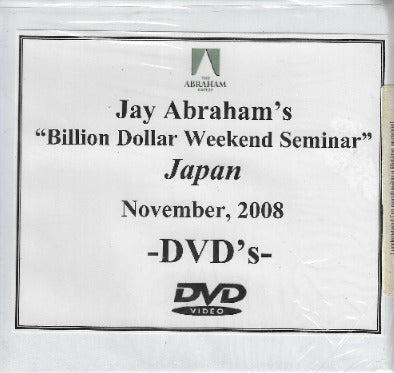 THE
ABRAHAM
GROUP
Jay Abraham's
“Billion Dollar Weekend Seminar”
Japan
November, 2008
-DVD's-
DVD
VIDEO